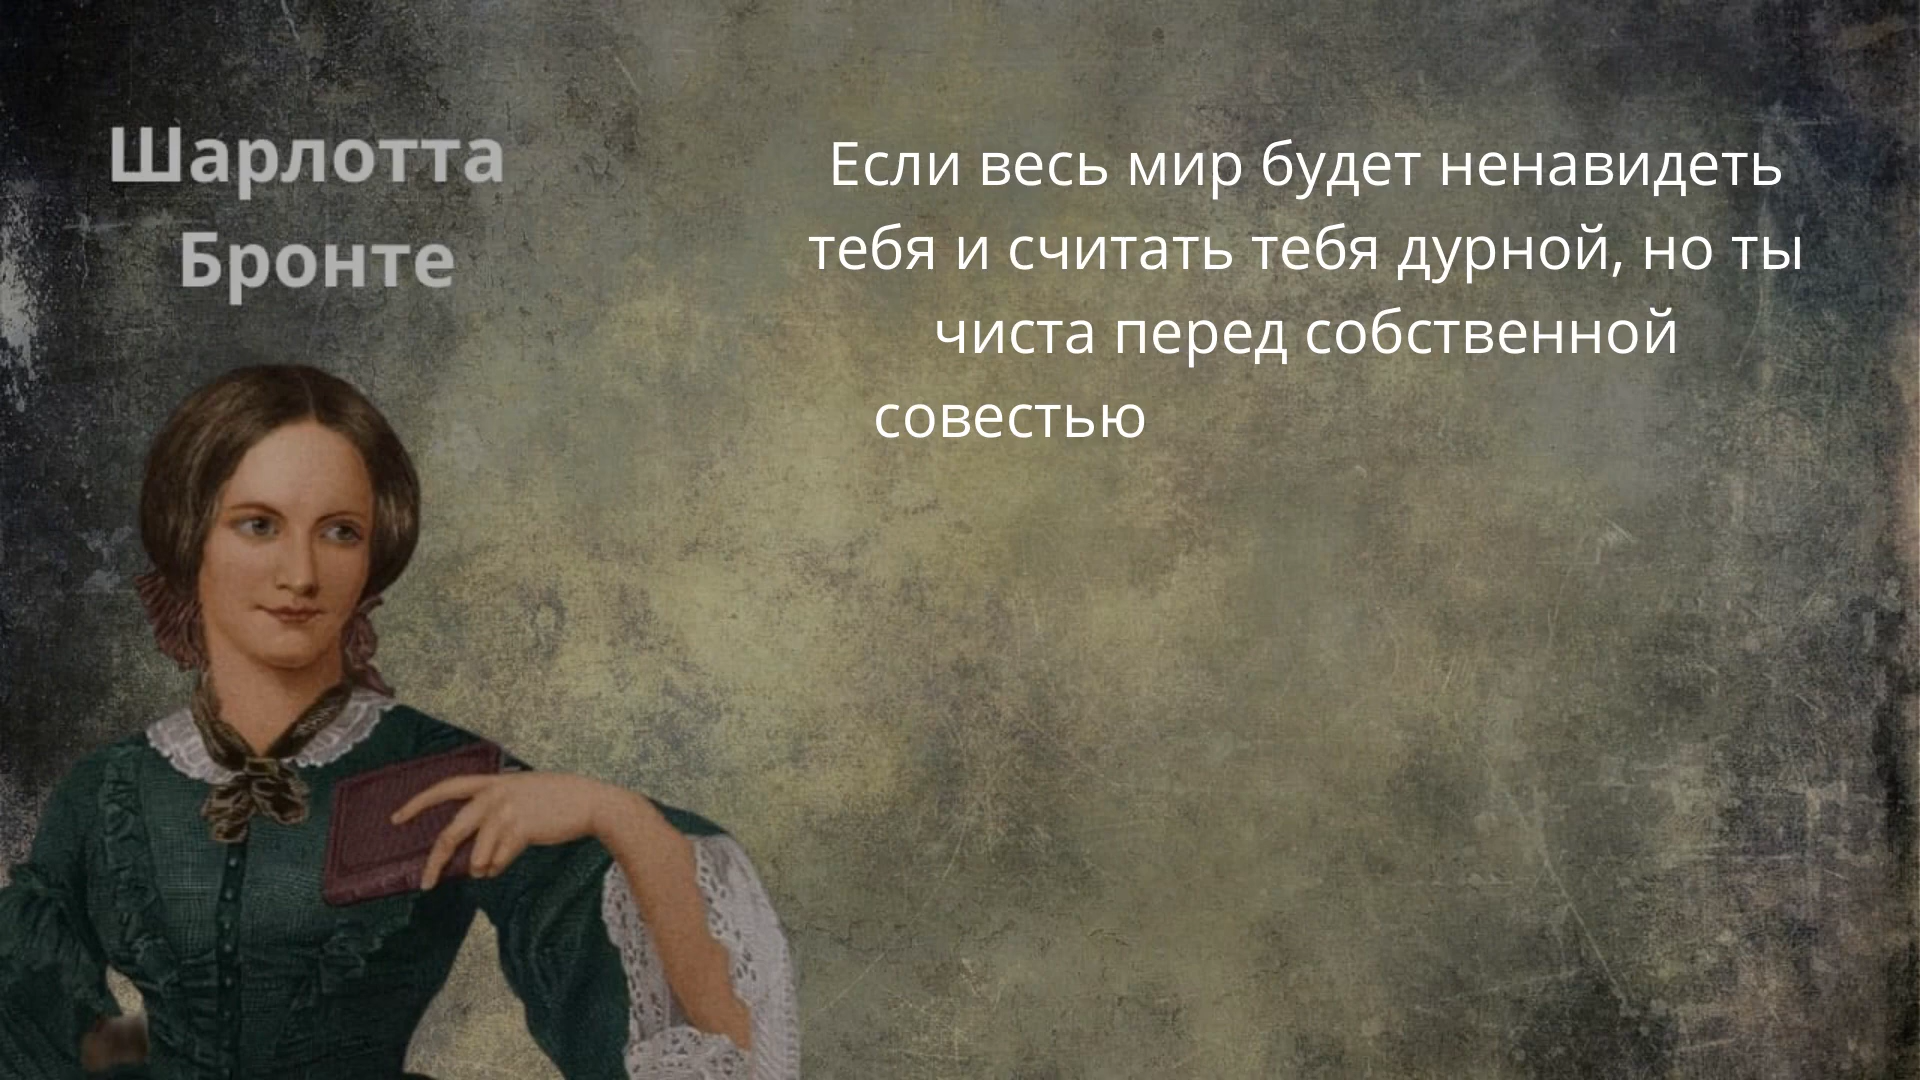 Шарлотта
Бронте
Если весь мир будет ненавидеть
тебя и считать тебя дурной, но ты
чиста перед собственной
совестью